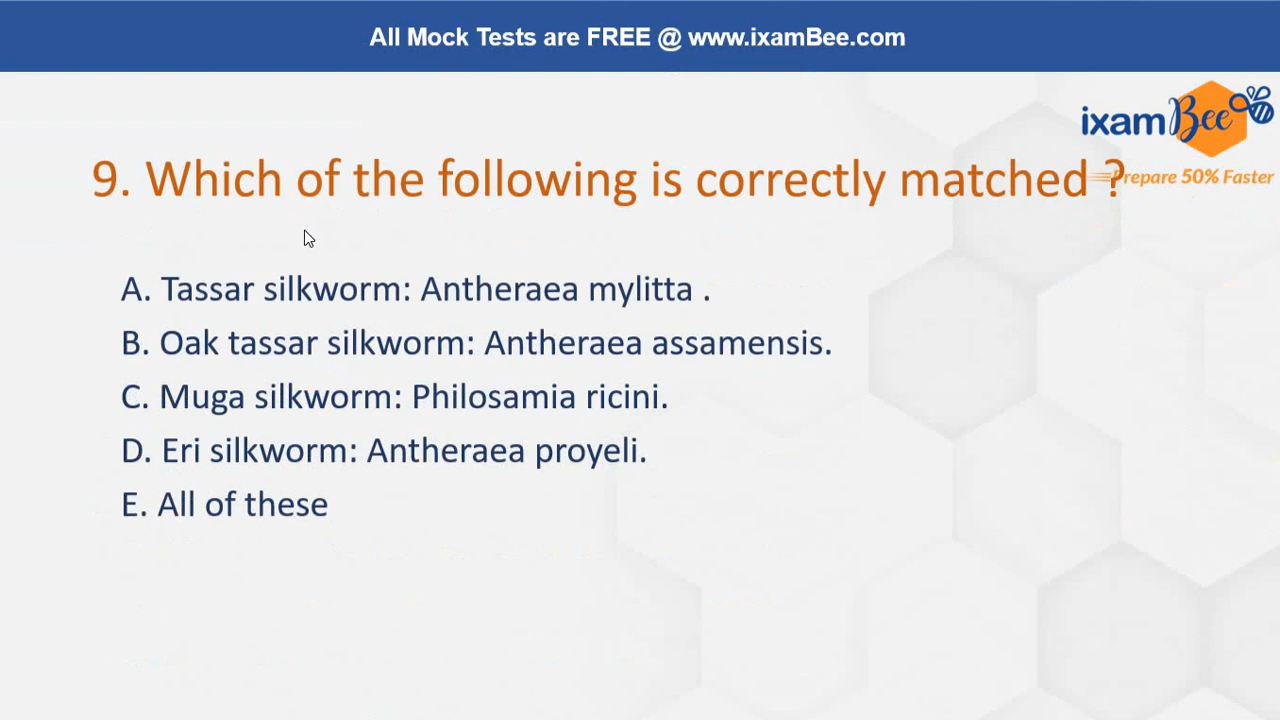 All Mock Tests are FREE @ www.ixamBee.com
ixamBee
Prepare 50% Faster
9. Which of the following is correctly matched ?
A. Tassar silkworm: Antheraea mylitta .
B. Oak tassar silkworm: Antheraea assamensis.
C. Muga silkworm: Philosamia ricini.
D. Eri silkworm: Antheraea proyeli.
E. All of these